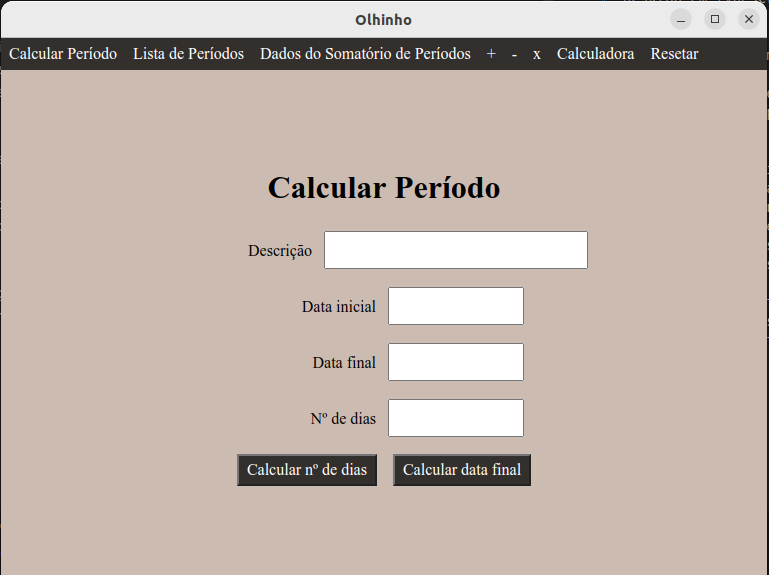 Olhinho
Calcular Período Lista de Períodos Dados do Somatório de Períodos + - x Calculadora Resetar
Calcular Período
Descrição
Data inicial
Data final
Nº de dias
Calcular nº de dias Calcular data final